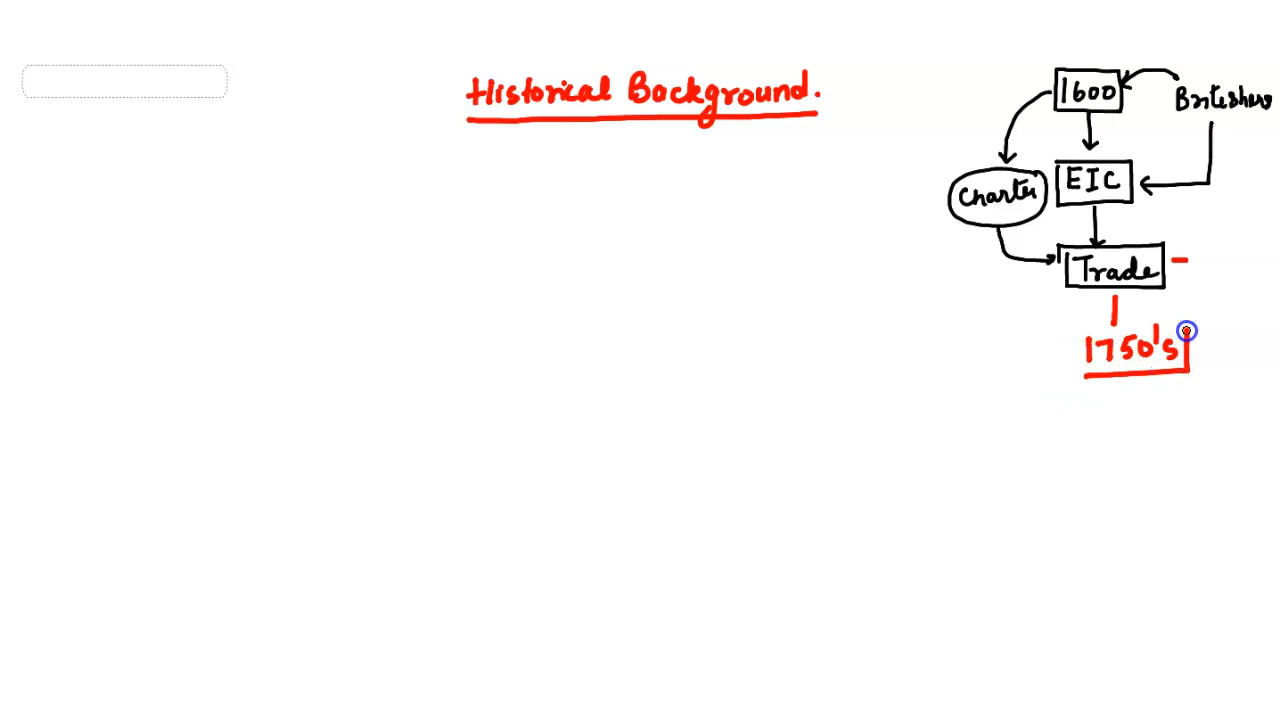 Historical Background.
1600
Britishers
Charter
EIC
Trade
1750's